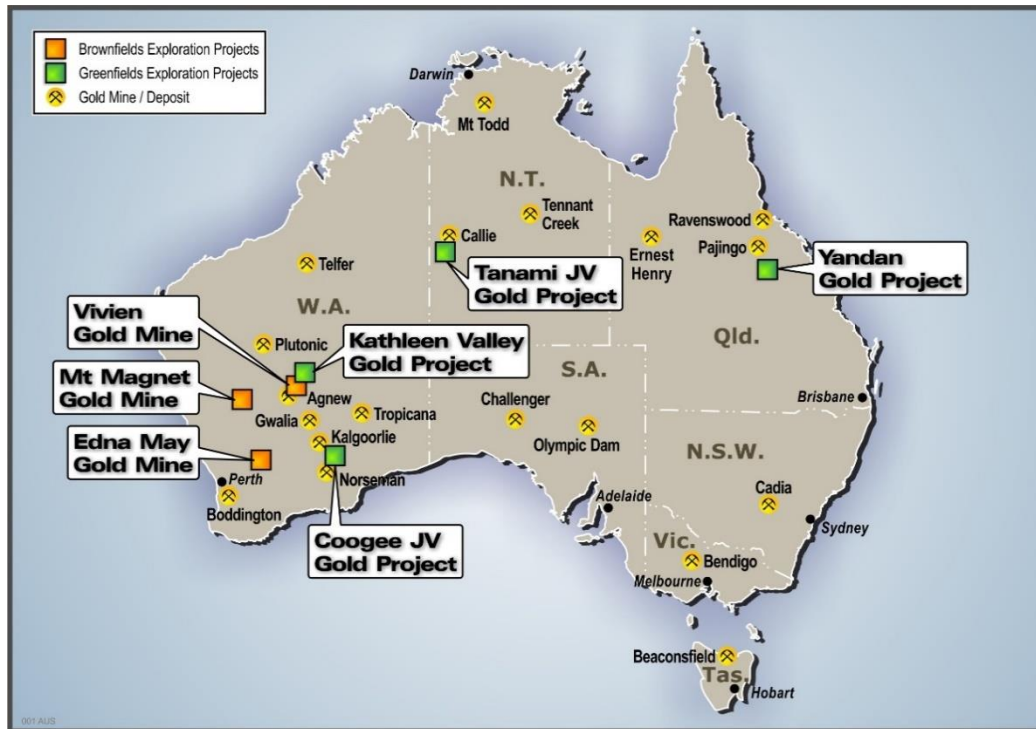 Brownfields Exploration Projects
Greenfields Exploration Projects
Gold Mine / Deposit
Darwin
Mt Todd
N.T.
Tennant
Creek
Callie
Tanami JV
Gold Project
Ravenswood
Pajingo
Ernest
Henry
Yandan
Gold Project
Telfer
W.A.
Vivien
Gold Mine
Plutonic
Kathleen Valley
Gold Project
Mt Magnet
Gold Mine
Agnew
Gwalia
Tropicana
Kalgoorlie
Edna May
Gold Mine
Norseman
Perth
Boddington
Coogee JV
Gold Project
Qld.
S.A.
Challenger
Olympic Dam
Brisbane
N.S.W.
Cadia
Adelaide
Sydney
Vic.
Bendigo
Melbourne
Beaconsfield
Tas.
Hobart
001 AUS